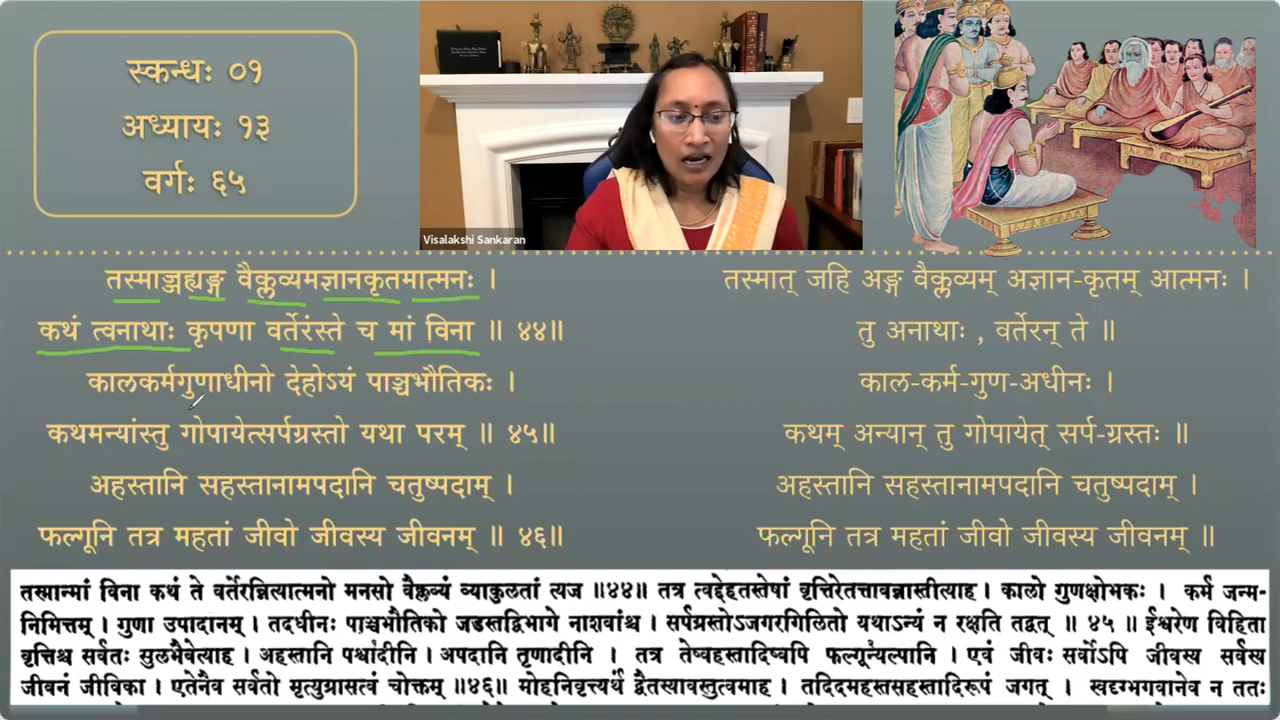 स्कन्धः ०१
अध्यायः १३
वर्गः ६५
Visalakshi Sankaran
तस्माज्जह्यङ्ग वैक्लव्यमज्ञानकृतमात्मनः ।
कथं त्वनाथाः कृपणा वर्तेरंस्ते च मां विना ॥ ४४॥
कालकर्मगुणाधीनो देहोऽयं पाञ्चभौतिकः ।
कथमन्यांस्तु गोपायेत्सर्पग्रस्तो यथा परम् ॥ ४५॥
अहस्तानि सहस्तानामपदानि चतुष्पदाम् ।
फल्गूनि तत्र महतां जीवो जीवस्य जीवनम् ॥ ४६॥
तस्मात् जहि अङ्ग वैक्लव्यम् अज्ञान-कृतम् आत्मनः ।
तु अनाथाः , वर्तेरन् ते ॥
काल-कर्म-गुण-अधीनः ।
कथम् अन्यान् तु गोपायेत् सर्प-ग्रस्तः ॥
अहस्तानि सहस्तानामपदानि चतुष्पदाम् ।
फल्गूनि तत्र महतां जीवो जीवस्य जीवनम् ॥
तस्मान्मां विना कथं ते वर्तेरन्नित्यात्मनो मनसो वैक्लव्यं व्याकुलतां त्यज ॥४४॥ तत्र त्वद्देहतस्तेषां वृत्तिरेतत्तावन्नास्तीत्याह । कालो गुणक्षोभकः । कर्म जन्म-
निमित्तम् । गुणा उपादानम् । तदधीनः पाञ्चभौतिको जडस्तद्विभागे नाशवांश्च । सर्पग्रस्तोऽजगरगिलितो यथाऽन्यं न रक्षति तद्वत् ॥ ४५ ॥ ईश्वरेण विहिता
वृत्तिश्च सर्वतः सुलभैवेत्याह । अहस्तानि पश्वादीनि । अपदानि तृणादीनि । तत्र तेष्वहस्तादिष्वपि फल्गून्यल्पानि । एवं जीवः सर्वोऽपि जीवस्य सर्वस्य
जीवनं जीविका । एतेनैव सर्वतो मृत्युग्रासत्वं चोक्तम् ॥४६॥ मोहनिवृत्त्यर्थं द्वैतस्यावस्तुत्वमाह । तदिदमहस्तसहस्तादिरूपं जगत् । स्वदृग्भगवानेव न ततः